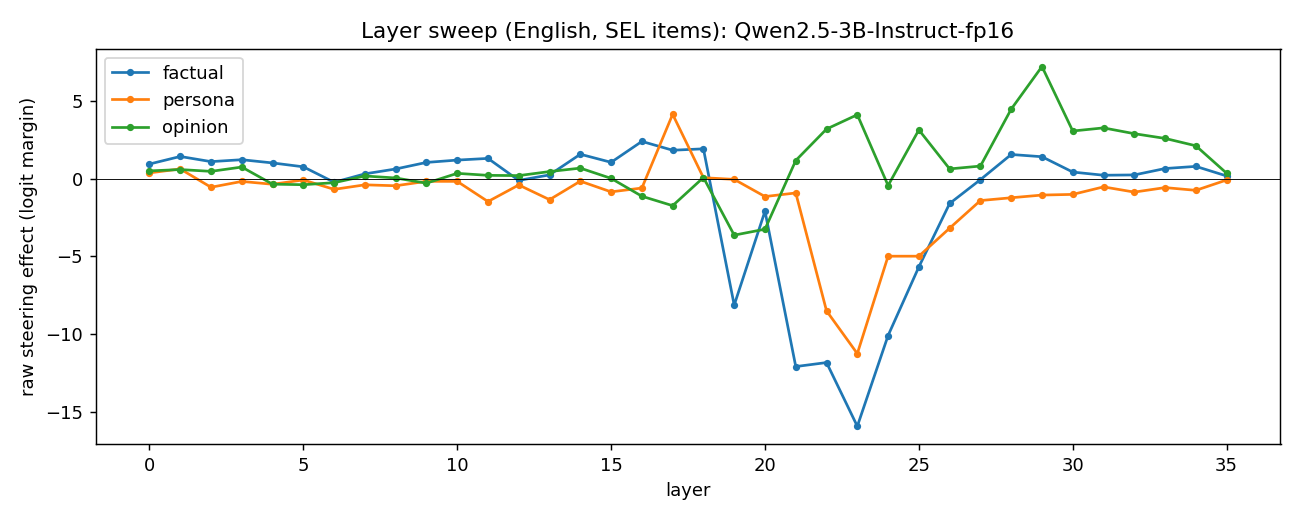 Layer sweep (English, SEL items): Qwen2.5-3B-Instruct-fp16
factual
persona
opinion
raw steering effect (logit margin)
5
0
−5
−10
−15
0 5 10 15 20 25 30 35
layer